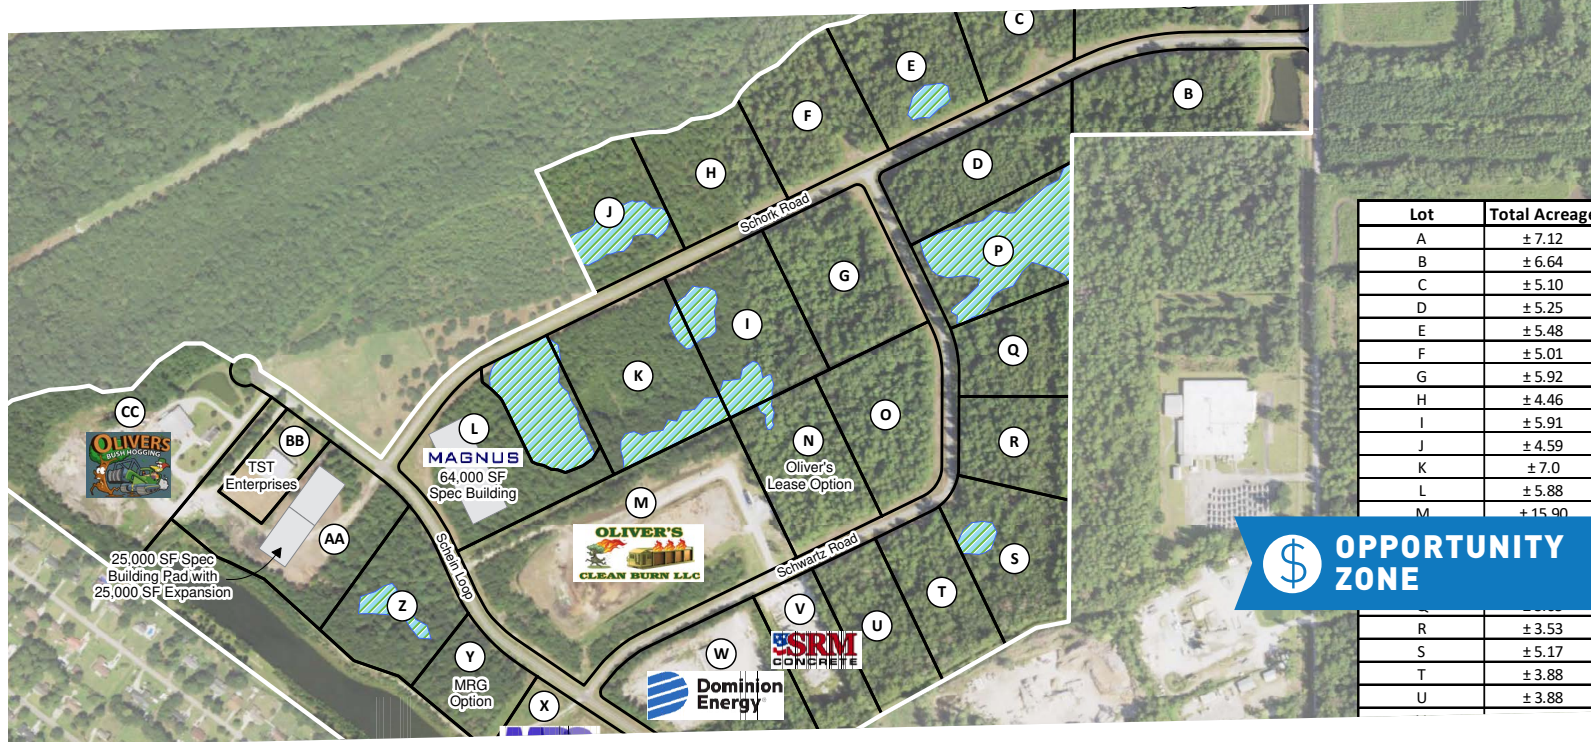 C
E
B
F
D
H
J
Schork Road
P
G
I
Q
K
CC
OLIVERS
BUSH HOGGING
BB
TST
Enterprises
L
MAGNUS
64,000 SF
Spec Building
N
Oliver's
Lease Option
O
R
M
OLIVER'S
CLEAN BURN LLC
AA
25,000 SF Spec
Building Pad with
25,000 SF Expansion
Schein Loop
Schwartz Road
S
T
Z
V
U
SRM
CONCRETE
W
Dominion
Energy
Y
MRG
Option
X
Lot Total Acreage
A ± 7.12
B ± 6.64
C ± 5.10
D ± 5.25
E ± 5.48
F ± 5.01
G ± 5.92
H ± 4.46
I ± 5.91
J ± 4.59
K ± 7.0
L ± 5.88
M ± 15.90
OPPORTUNITY
ZONE
R ± 3.53
S ± 5.17
T ± 3.88
U ± 3.88